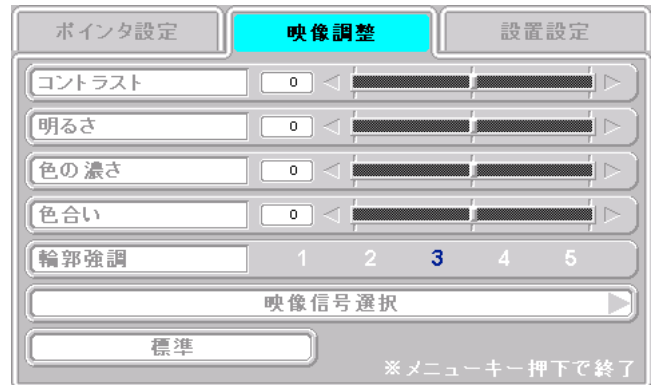 ポインタ設定 映像調整 設置設定
コントラスト 0
明るさ 0
色の濃さ 0
色合い 0
輪郭強調 1 2 3 4 5
映像信号選択
標準
※メニューキー押下で終了